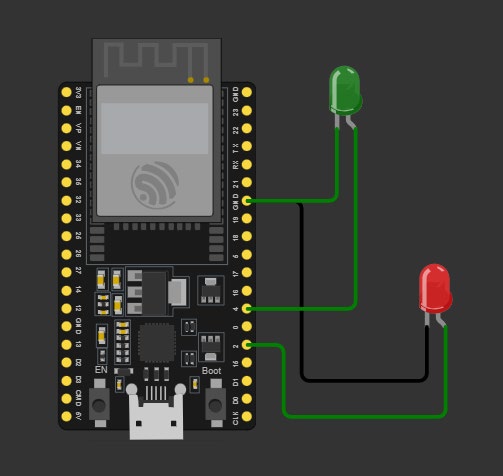 3V3
EN
VP
VN
34
35
32
33
25
26
27
14
12
GND
13
D2
D3
CMD
5V
EN
Boot
GND
23
22
TX
RX
21
GND
19
18
5
17
16
4
0
2
15
D1
D0
CLK